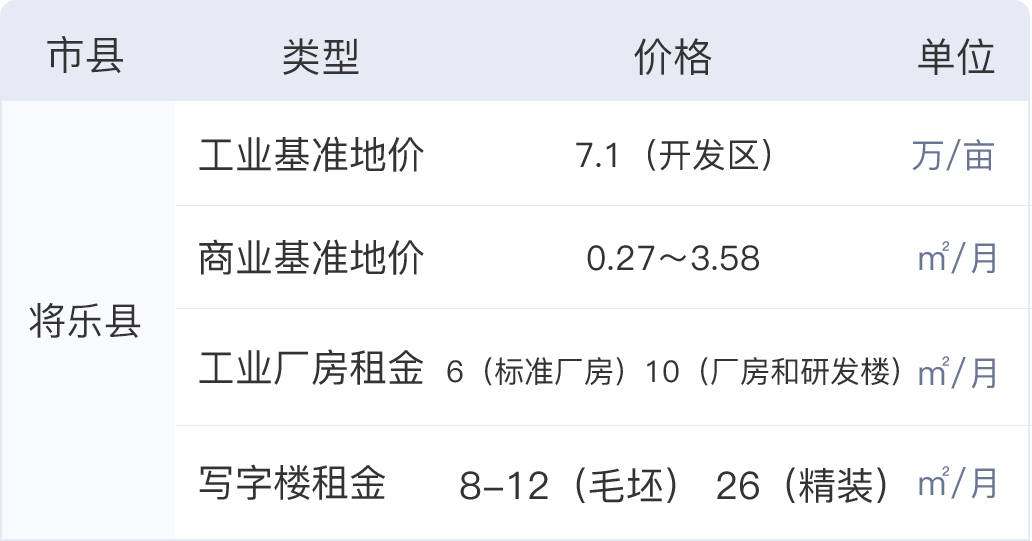 市县 类型 价格 单位
工业基准地价 7.1（开发区） 万/亩
商业基准地价 0.27～3.58 ㎡/月
将乐县
工业厂房租金 6（标准厂房）10（厂房和研发楼） ㎡/月
写字楼租金 8-12（毛坯） 26（精装） ㎡/月